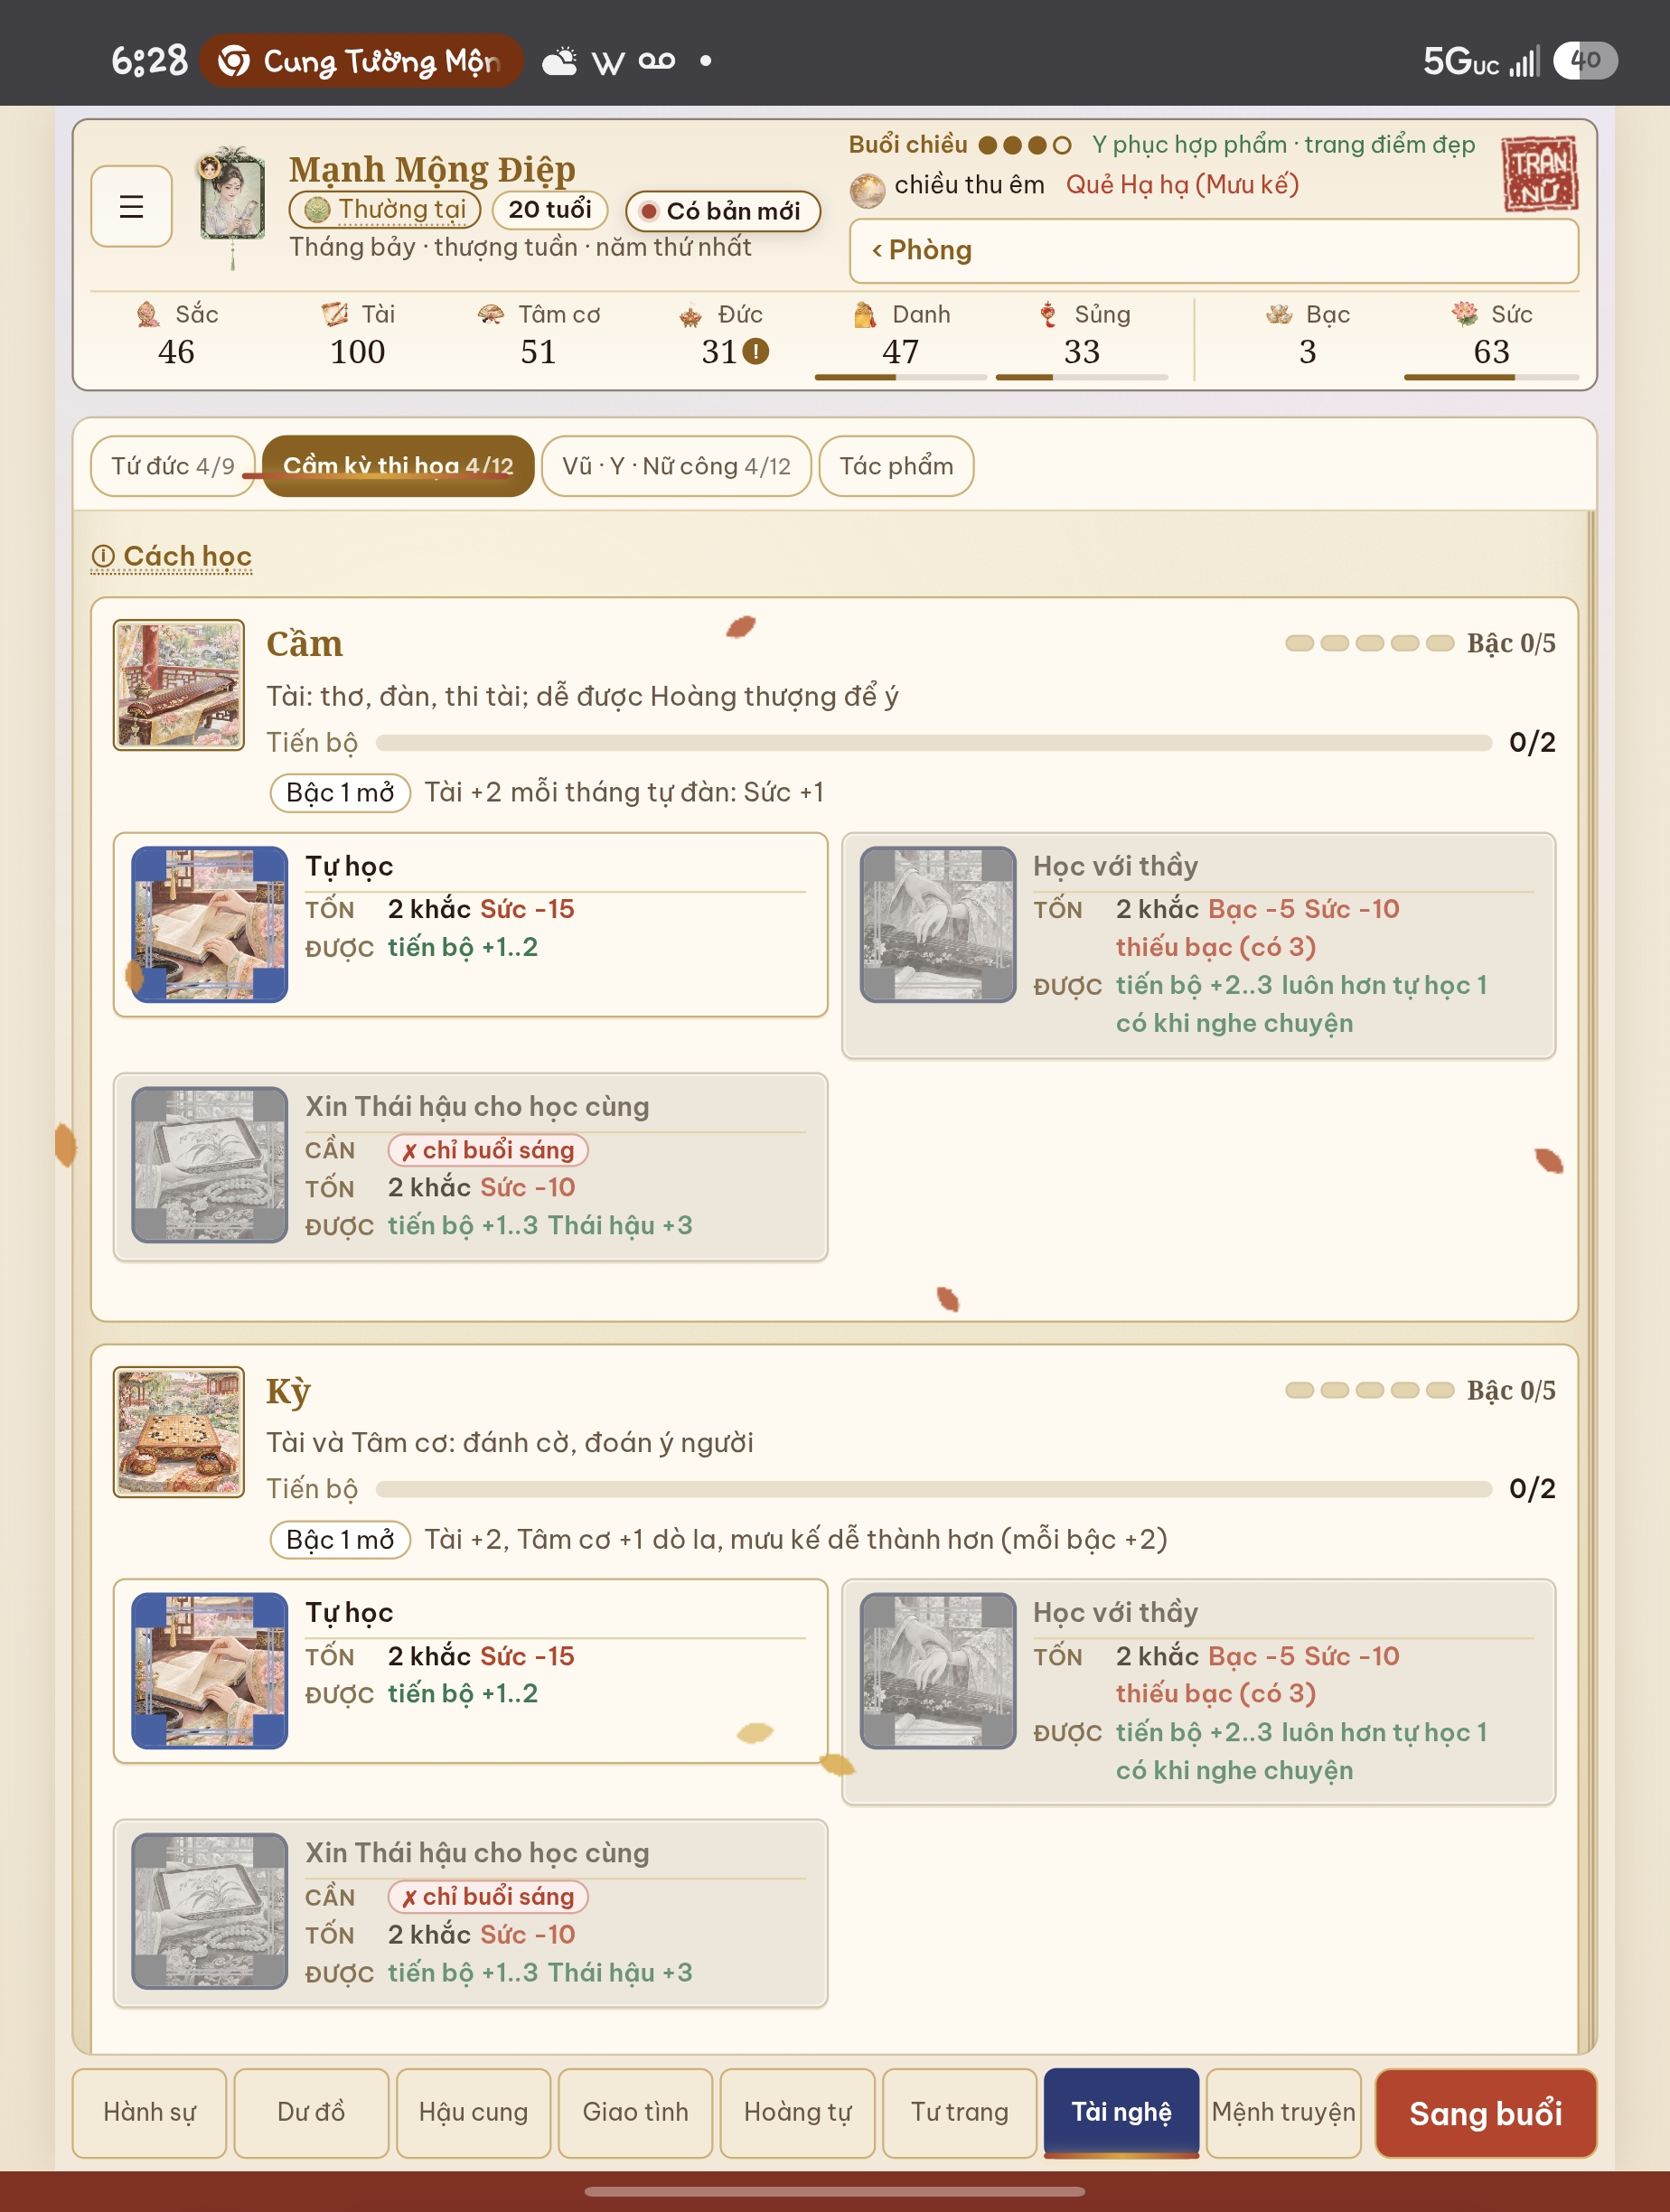 6:28 Cung Tường Mộn W 5G UC 40
Mạnh Mộng Điệp
Thường tại 20 tuổi Có bản mới
Tháng bảy · thượng tuần · năm thứ nhất
Buổi chiều Y phục hợp phẩm · trang điểm đẹp
chiều thu êm Quẻ Hạ hạ (Mưu kế)
TRÂN NỮ
‹ Phòng
Sắc Tài Tâm cơ Đức Danh Sủng Bạc Sức
46 100 51 31 ! 47 33 3 63
Tứ đức 4/9 Cầm kỳ thi họa 4/12 Vũ · Y · Nữ công 4/12 Tác phẩm
Cách học
Cầm Bậc 0/5
Tài: thơ, đàn, thi tài; dễ được Hoàng thượng để ý
Tiến bộ 0/2
Bậc 1 mở Tài +2 mỗi tháng tự đàn: Sức +1
Tự học
TỐN 2 khắc Sức -15
ĐƯỢC tiến bộ +1..2
Học với thầy
TỐN 2 khắc Bạc -5 Sức -10
thiếu bạc (có 3)
ĐƯỢC tiến bộ +2..3 luôn hơn tự học 1
có khi nghe chuyện
Xin Thái hậu cho học cùng
CẦN ✗ chỉ buổi sáng
TỐN 2 khắc Sức -10
ĐƯỢC tiến bộ +1..3 Thái hậu +3
Kỳ Bậc 0/5
Tài và Tâm cơ: đánh cờ, đoán ý người
Tiến bộ 0/2
Bậc 1 mở Tài +2, Tâm cơ +1 dò la, mưu kế dễ thành hơn (mỗi bậc +2)
Tự học
TỐN 2 khắc Sức -15
ĐƯỢC tiến bộ +1..2
Học với thầy
TỐN 2 khắc Bạc -5 Sức -10
thiếu bạc (có 3)
ĐƯỢC tiến bộ +2..3 luôn hơn tự học 1
có khi nghe chuyện
Xin Thái hậu cho học cùng
CẦN ✗ chỉ buổi sáng
TỐN 2 khắc Sức -10
ĐƯỢC tiến bộ +1..3 Thái hậu +3
Hành sự Dư đồ Hậu cung Giao tình Hoàng tự Tư trang Tài nghệ Mệnh truyện Sang buổi